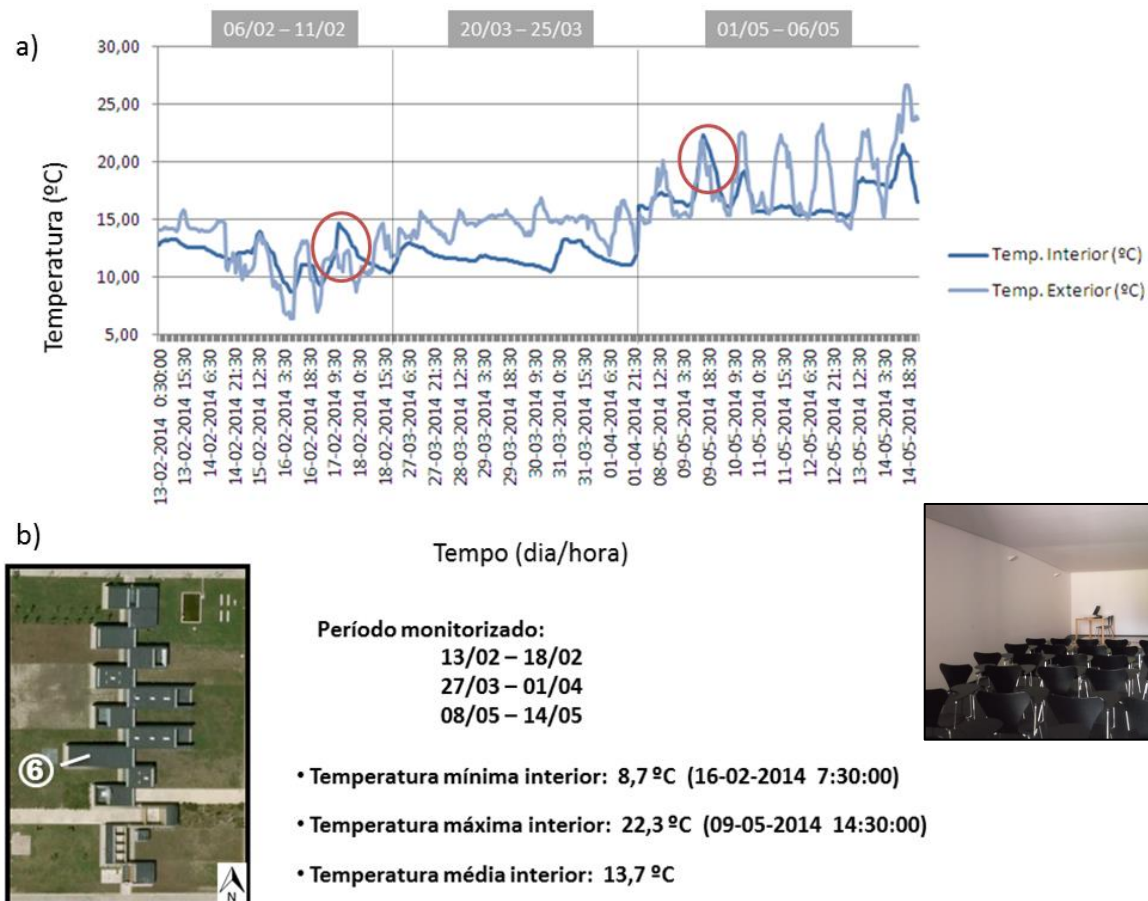 06/02 – 11/02
20/03 – 25/03
01/05 – 06/05
a)
30,00
25,00
20,00
15,00
10,00
5,00
Temperatura (ºC)
Temp. Interior (ºC)
Temp. Exterior (ºC)
13-02-2014 0:30:00
13-02-2014 15:30
14-02-2014 6:30
14-02-2014 21:30
15-02-2014 12:30
16-02-2014 3:30
16-02-2014 18:30
17-02-2014 9:30
18-02-2014 0:30
18-02-2014 15:30
27-03-2014 6:30
27-03-2014 21:30
28-03-2014 12:30
29-03-2014 3:30
29-03-2014 18:30
30-03-2014 9:30
31-03-2014 0:30
31-03-2014 15:30
01-04-2014 6:30
01-04-2014 21:30
08-05-2014 12:30
09-05-2014 3:30
09-05-2014 18:30
10-05-2014 9:30
11-05-2014 0:30
11-05-2014 15:30
12-05-2014 6:30
12-05-2014 21:30
13-05-2014 12:30
14-05-2014 3:30
14-05-2014 18:30
Tempo (dia/hora)
b)
6
N
Período monitorizado:
13/02 – 18/02
27/03 – 01/04
08/05 – 14/05
• Temperatura mínima interior: 8,7 ºC (16-02-2014 7:30:00)
• Temperatura máxima interior: 22,3 ºC (09-05-2014 14:30:00)
• Temperatura média interior: 13,7 ºC